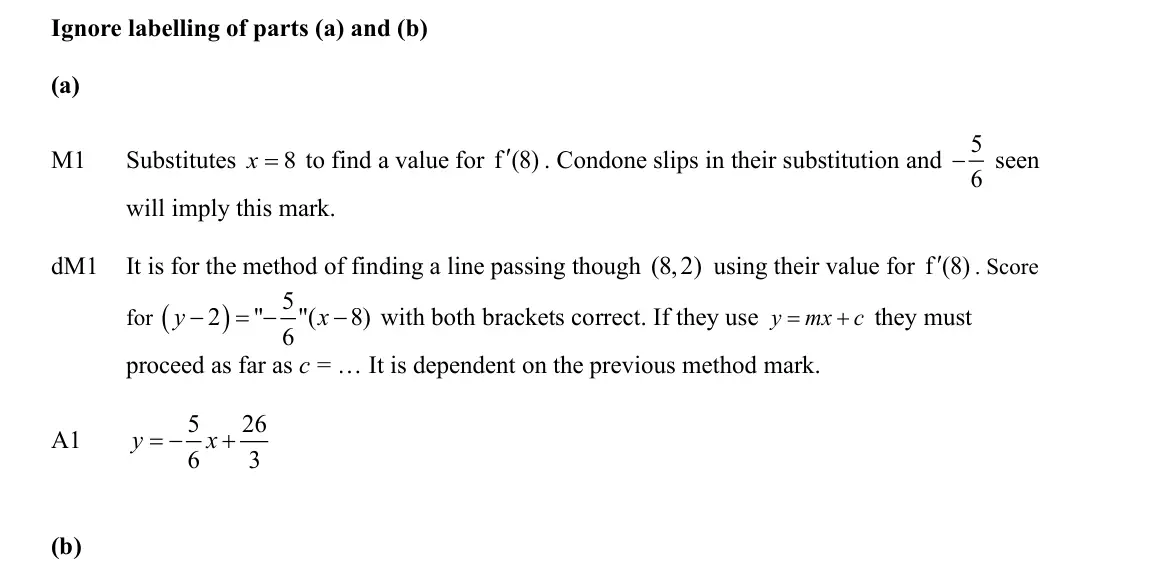 Ignore labelling of parts (a) and (b)
(a)
M1 Substitutes x = 8 to find a value for f′(8). Condone slips in their substitution and −5/6 seen
will imply this mark.
dM1 It is for the method of finding a line passing though (8,2) using their value for f′(8). Score
for (y−2)="−5/6"(x−8) with both brackets correct. If they use y=mx+c they must
proceed as far as c = … It is dependent on the previous method mark.
A1 y=−5/6x+26/3
(b)